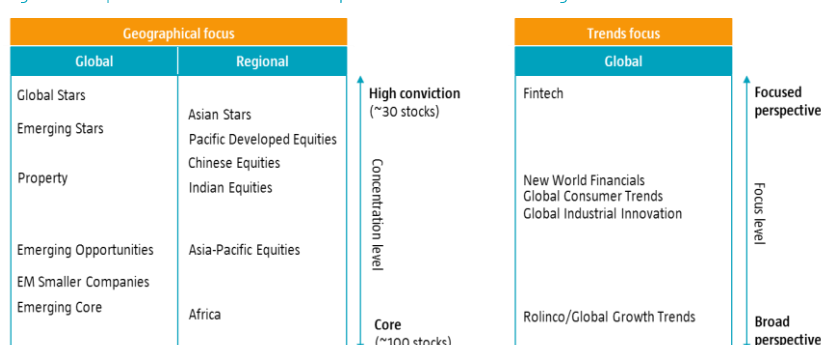 Geographical focus
Global
Regional
Global Stars
Emerging Stars
Property
Emerging Opportunities
EM Smaller Companies
Emerging Core
Asian Stars
Pacific Developed Equities
Chinese Equities
Indian Equities
Asia-Pacific Equities
Africa
High conviction
(~30 stocks)
Concentration level
Core
(~100 stocks)
Trends focus
Global
Fintech
New World Financials
Global Consumer Trends
Global Industrial Innovation
Rolinco/Global Growth Trends
Focused
perspective
Focus level
Broad
perspective